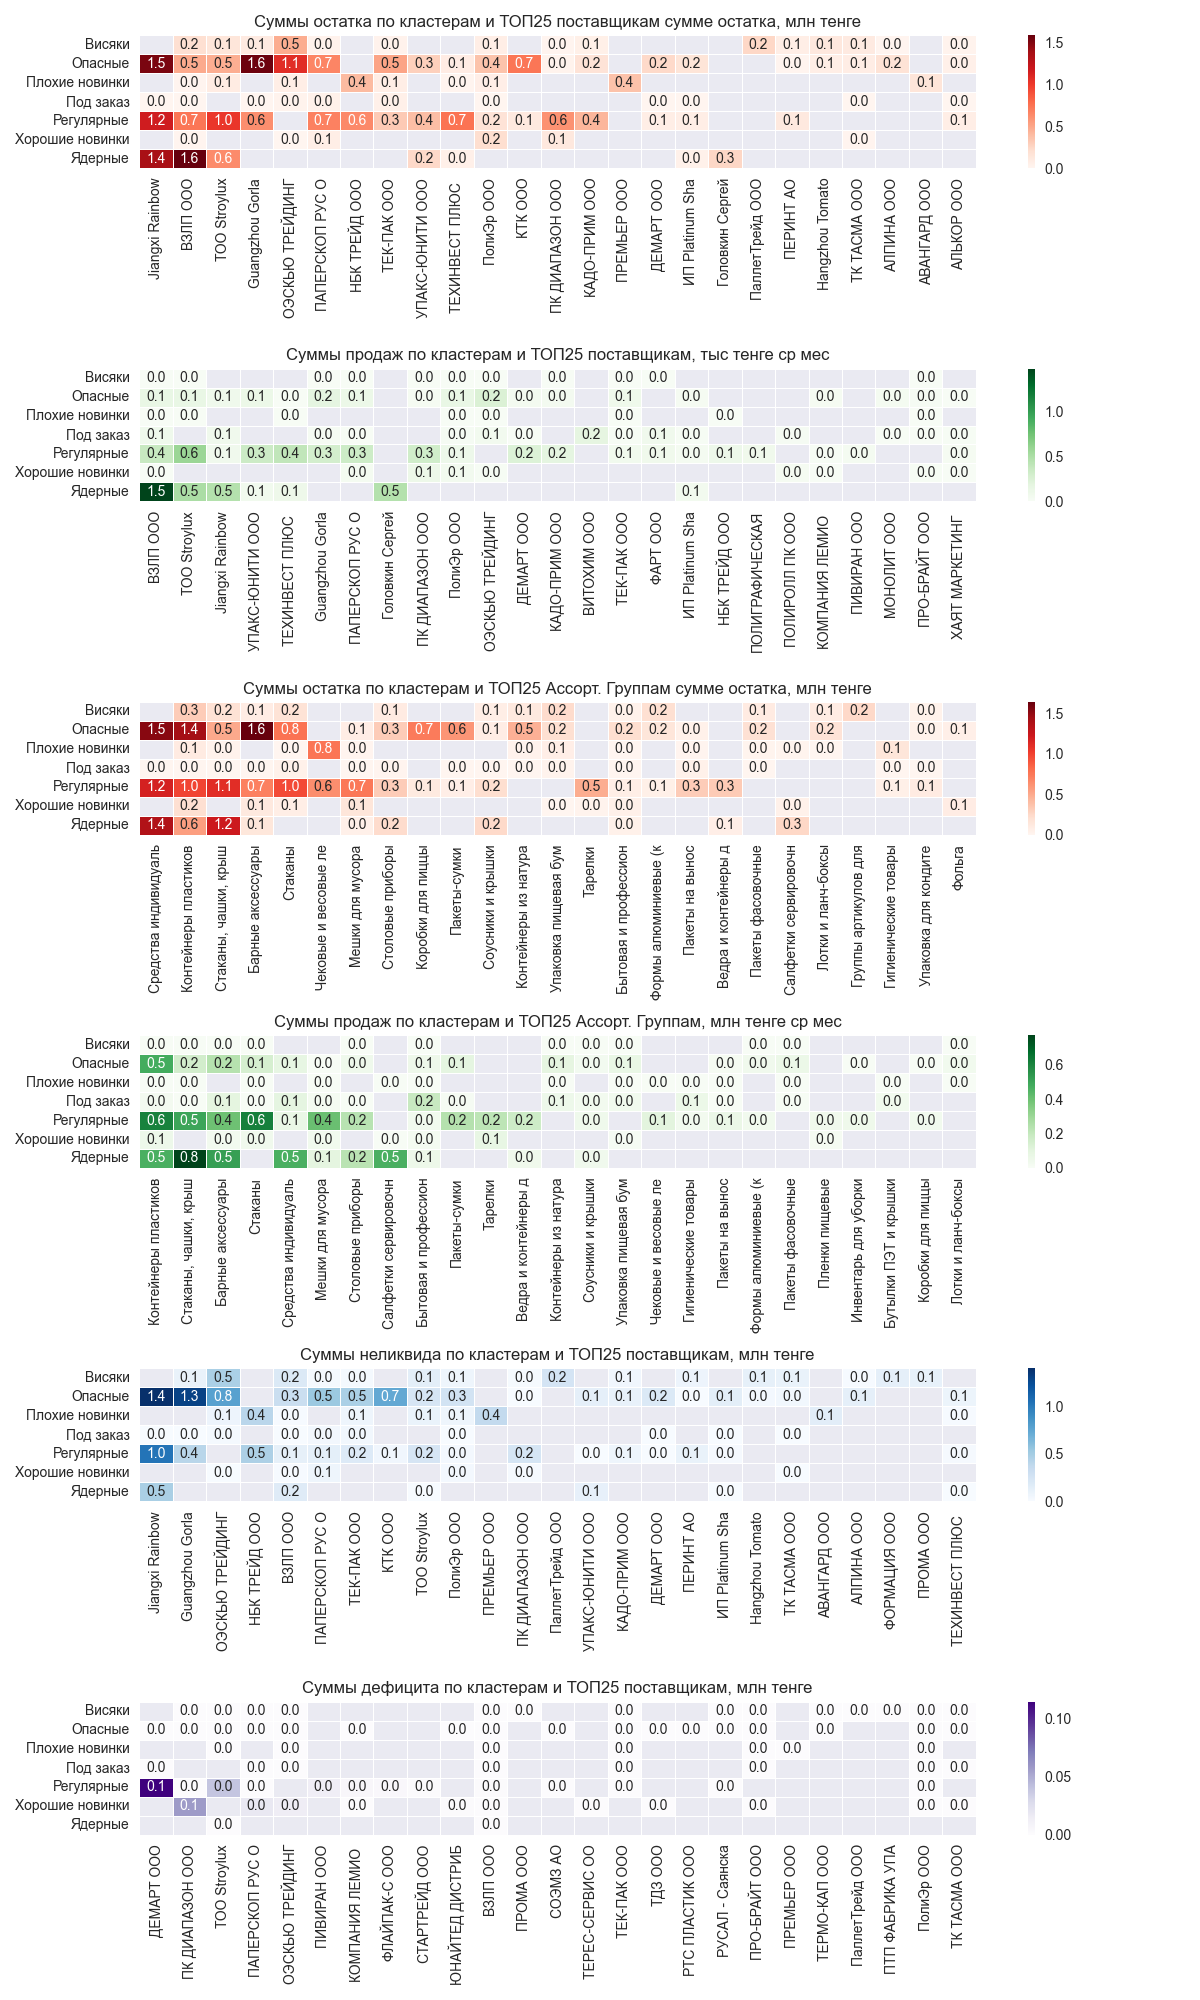 Суммы остатка по кластерам и ТОП25 поставщикам сумме остатка, млн тенге
Висяки 0.2 0.1 0.1 0.5 0.0 0.0 0.1 0.0 0.1 0.2 0.1 0.1 0.1 0.0 0.0
Опасные 1.5 0.5 0.5 1.6 1.1 0.7 0.5 0.3 0.1 0.4 0.7 0.0 0.2 0.2 0.2 0.0 0.1 0.1 0.2 0.0
Плохие новинки 0.0 0.1 0.1 0.4 0.1 0.0 0.1 0.4 0.1
Под заказ 0.0 0.0 0.0 0.0 0.0 0.0 0.0 0.0 0.0 0.0 0.0
Регулярные 1.2 0.7 1.0 0.6 0.7 0.6 0.3 0.4 0.7 0.2 0.1 0.6 0.4 0.1 0.1 0.1 0.1
Хорошие новинки 0.0 0.0 0.1 0.2 0.1 0.0
Ядерные 1.4 1.6 0.6 0.2 0.0 0.0 0.3
1.5
1.0
0.5
0.0
Jiangxi Rainbow
ВЗЛП ООО
ТОО Stroylux
Guangzhou Gorla
ОЭСКЬЮ ТРЕЙДИНГ
ПАПЕРСКОП РУС О
НБК ТРЕЙД ООО
ТЕК-ПАК ООО
УПАКС-ЮНИТИ ООО
ТЕХИНВЕСТ ПЛЮС
ПолиЭр ООО
КТК ООО
ПК ДИАПАЗОН ООО
КАДО-ПРИМ ООО
ПРЕМЬЕР ООО
ДЕМАРТ ООО
ИП Platinum Sha
Головкин Сергей
ПаллетТрейд ООО
ПЕРИНТ АО
Hangzhou Tomato
ТК ТАСМА ООО
АЛПИНА ООО
АВАНГАРД ООО
АЛЬКОР ООО
Суммы продаж по кластерам и ТОП25 поставщикам, тыс тенге ср мес
Висяки 0.0 0.0 0.0 0.0 0.0 0.0 0.0 0.0 0.0 0.0 0.0
Опасные 0.1 0.1 0.1 0.1 0.0 0.2 0.1 0.0 0.1 0.2 0.0 0.0 0.1 0.0 0.0 0.0 0.0 0.0
Плохие новинки 0.0 0.0 0.0 0.0 0.0 0.0 0.0 0.0
Под заказ 0.1 0.1 0.0 0.0 0.0 0.1 0.0 0.2 0.0 0.1 0.0 0.0 0.0 0.0 0.0
Регулярные 0.4 0.6 0.1 0.3 0.4 0.3 0.3 0.3 0.1 0.2 0.2 0.1 0.1 0.0 0.1 0.1 0.0 0.0 0.0
Хорошие новинки 0.0 0.0 0.1 0.1 0.0 0.0 0.0 0.0 0.0
Ядерные 1.5 0.5 0.5 0.1 0.1 0.5 0.1
1.0
0.5
0.0
ВЗЛП ООО
ТОО Stroylux
Jiangxi Rainbow
УПАКС-ЮНИТИ ООО
ТЕХИНВЕСТ ПЛЮС
Guangzhou Gorla
ПАПЕРСКОП РУС О
Головкин Сергей
ПК ДИАПАЗОН ООО
ПолиЭр ООО
ОЭСКЬЮ ТРЕЙДИНГ
ДЕМАРТ ООО
КАДО-ПРИМ ООО
ВИТОХИМ ООО
ТЕК-ПАК ООО
ФАРТ ООО
ИП Platinum Sha
НБК ТРЕЙД ООО
ПОЛИГРАФИЧЕСКАЯ
ПОЛИРОЛЛ ПК ООО
КОМПАНИЯ ЛЕМИО
ПИВИРАН ООО
МОНОЛИТ ООО
ПРО-БРАЙТ ООО
ХАЯТ МАРКЕТИНГ
Суммы остатка по кластерам и ТОП25 Ассорт. Группам сумме остатка, млн тенге
Висяки 0.3 0.2 0.1 0.2 0.1 0.1 0.1 0.2 0.0 0.2 0.1 0.1 0.2 0.0
Опасные 1.5 1.4 0.5 1.6 0.8 0.1 0.3 0.7 0.6 0.1 0.5 0.2 0.2 0.2 0.0 0.2 0.2 0.0 0.1
Плохие новинки 0.1 0.0 0.0 0.8 0.0 0.0 0.1 0.0 0.0 0.0 0.0 0.0 0.1
Под заказ 0.0 0.0 0.0 0.0 0.0 0.0 0.0 0.0 0.0 0.0 0.0 0.0 0.0 0.0 0.0 0.0
Регулярные 1.2 1.0 1.1 0.7 1.0 0.6 0.7 0.3 0.1 0.1 0.2 0.5 0.1 0.1 0.3 0.3 0.1 0.1
Хорошие новинки 0.2 0.1 0.1 0.1 0.0 0.0 0.0 0.0 0.1
Ядерные 1.4 0.6 1.2 0.1 0.0 0.2 0.2 0.0 0.1 0.3
1.5
1.0
0.5
0.0
Средства индивидуаль
Контейнеры пластиков
Стаканы, чашки, крыш
Барные аксессуары
Стаканы
Чековые и весовые ле
Мешки для мусора
Столовые приборы
Коробки для пиццы
Пакеты-сумки
Соусники и крышки
Контейнеры из натура
Упаковка пищевая бум
Тарелки
Бытовая и профессион
Формы алюминиевые (к
Пакеты на вынос
Ведра и контейнеры д
Пакеты фасовочные
Салфетки сервировочн
Лотки и ланч-боксы
Группы артикулов для
Гигиенические товары
Упаковка для кондите
Фольга
Суммы продаж по кластерам и ТОП25 Ассорт. Группам, млн тенге ср мес
Висяки 0.0 0.0 0.0 0.0 0.0 0.0 0.0 0.0 0.0 0.0 0.0 0.0
Опасные 0.5 0.2 0.2 0.1 0.1 0.0 0.0 0.1 0.1 0.1 0.0 0.1 0.0 0.0 0.1 0.0 0.0 0.0
Плохие новинки 0.0 0.0 0.0 0.0 0.0 0.0 0.0 0.0 0.0 0.0 0.0 0.0 0.0 0.0
Под заказ 0.0 0.0 0.1 0.0 0.1 0.0 0.0 0.2 0.0 0.1 0.0 0.0 0.1 0.0 0.0
Регулярные 0.6 0.5 0.4 0.6 0.1 0.4 0.2 0.0 0.2 0.2 0.2 0.0 0.1 0.0 0.1 0.0 0.0 0.0 0.0
Хорошие новинки 0.1 0.0 0.0 0.0 0.0 0.0 0.1 0.0 0.0
Ядерные 0.5 0.8 0.5 0.5 0.1 0.2 0.5 0.1 0.0 0.0
0.6
0.4
0.2
0.0
Контейнеры пластиков
Стаканы, чашки, крыш
Барные аксессуары
Стаканы
Средства индивидуаль
Мешки для мусора
Столовые приборы
Салфетки сервировочн
Бытовая и профессион
Пакеты-сумки
Тарелки
Ведра и контейнеры д
Контейнеры из натура
Соусники и крышки
Упаковка пищевая бум
Чековые и весовые ле
Гигиенические товары
Пакеты на вынос
Формы алюминиевые (к
Пакеты фасовочные
Пленки пищевые
Инвентарь для уборки
Бутылки ПЭТ и крышки
Коробки для пиццы
Лотки и ланч-боксы
Суммы неликвида по кластерам и ТОП25 поставщикам, млн тенге
Висяки 0.1 0.5 0.2 0.0 0.0 0.1 0.1 0.0 0.2 0.1 0.1 0.1 0.1 0.1 0.1
Опасные 1.4 1.3 0.8 0.3 0.5 0.5 0.7 0.2 0.3 0.0 0.1 0.1 0.2 0.0 0.1 0.0 0.0 0.1 0.1
Плохие новинки 0.1 0.4 0.0 0.1 0.1 0.1 0.4 0.1 0.0
Под заказ 0.0 0.0 0.0 0.0 0.0 0.0 0.0 0.0 0.0 0.0
Регулярные 1.0 0.4 0.5 0.1 0.1 0.2 0.1 0.2 0.0 0.2 0.0 0.1 0.0 0.1 0.0 0.0
Хорошие новинки 0.0 0.0 0.1 0.0 0.0 0.0
Ядерные 0.5 0.2 0.0 0.1 0.0 0.0
1.0
0.5
0.0
Jiangxi Rainbow
Guangzhou Gorla
ОЭСКЬЮ ТРЕЙДИНГ
НБК ТРЕЙД ООО
ВЗЛП ООО
ПАПЕРСКОП РУС О
ТЕК-ПАК ООО
КТК ООО
ТОО Stroylux
ПолиЭр ООО
ПРЕМЬЕР ООО
ПК ДИАПАЗОН ООО
ПаллетТрейд ООО
УПАКС-ЮНИТИ ООО
КАДО-ПРИМ ООО
ДЕМАРТ ООО
ПЕРИНТ АО
ИП Platinum Sha
Hangzhou Tomato
ТК ТАСМА ООО
АВАНГАРД ООО
АЛПИНА ООО
ФОРМАЦИЯ ООО
ПРОМА ООО
ТЕХИНВЕСТ ПЛЮС
Суммы дефицита по кластерам и ТОП25 поставщикам, млн тенге
Висяки 0.0 0.0 0.0 0.0 0.0 0.0 0.0 0.0 0.0 0.0 0.0 0.0 0.0 0.0
Опасные 0.0 0.0 0.0 0.0 0.0 0.0 0.0 0.0 0.0 0.0 0.0 0.0 0.0 0.0 0.0 0.0 0.0
Плохие новинки 0.0 0.0 0.0 0.0 0.0 0.0 0.0
Под заказ 0.0 0.0 0.0 0.0 0.0 0.0 0.0 0.0
Регулярные 0.1 0.0 0.0 0.0 0.0 0.0 0.0 0.0 0.0 0.0 0.0 0.0 0.0
Хорошие новинки 0.1 0.0 0.0 0.0 0.0 0.0 0.0 0.0 0.0 0.0 0.0
Ядерные 0.0 0.0
0.10
0.05
0.00
ДЕМАРТ ООО
ПК ДИАПАЗОН ООО
ТОО Stroylux
ПАПЕРСКОП РУС О
ОЭСКЬЮ ТРЕЙДИНГ
ПИВИРАН ООО
КОМПАНИЯ ЛЕМИО
ФЛАЙПАК-С ООО
СТАРТРЕЙД ООО
ЮНАЙТЕД ДИСТРИБ
ВЗЛП ООО
ПРОМА ООО
СОЭМЗ АО
ТЕРЕС-СЕРВИС ОО
ТЕК-ПАК ООО
ТДЗ ООО
РТС ПЛАСТИК ООО
РУСАЛ - Саянска
ПРО-БРАЙТ ООО
ПРЕМЬЕР ООО
ТЕРМО-КАП ООО
ПаллетТрейд ООО
ПТП ФАБРИКА УПА
ПолиЭр ООО
ТК ТАСМА ООО